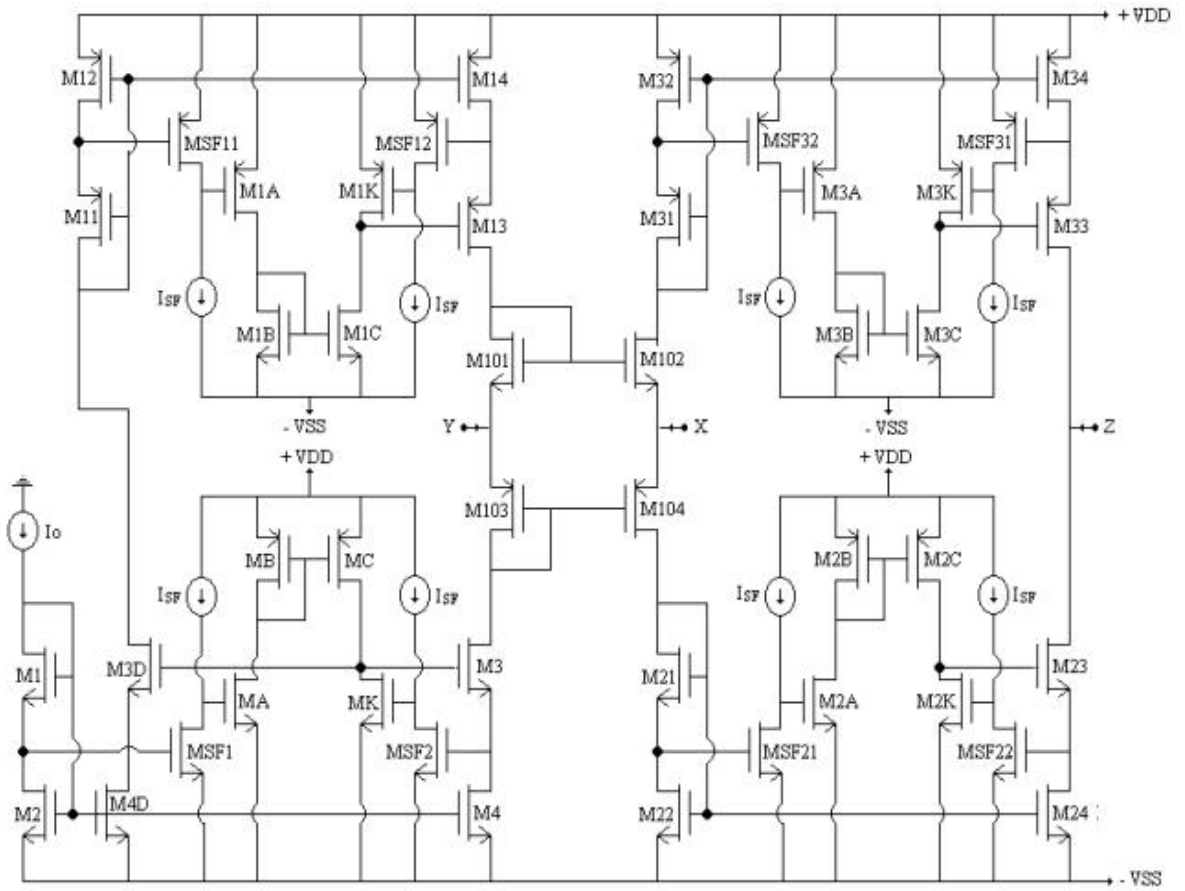 + VDD
M12 M14 M32 M34
MSF11 MSF12 MSF32 MSF31
M1A M1K M3A M3K
M11 M13 M31 M33
ISF ISF ISF ISF
M1B M1C M3B M3C
M101 M102
- VSS - VSS
Y X Z
+ VDD + VDD
Io M103 M104
MB MC M2B M2C
ISF ISF ISF ISF
M1 M3D M3 M21 M23
MA MK M2A M2K
MSF1 MSF2 MSF21 MSF22
M2 M4D M4 M22 M24
- VSS